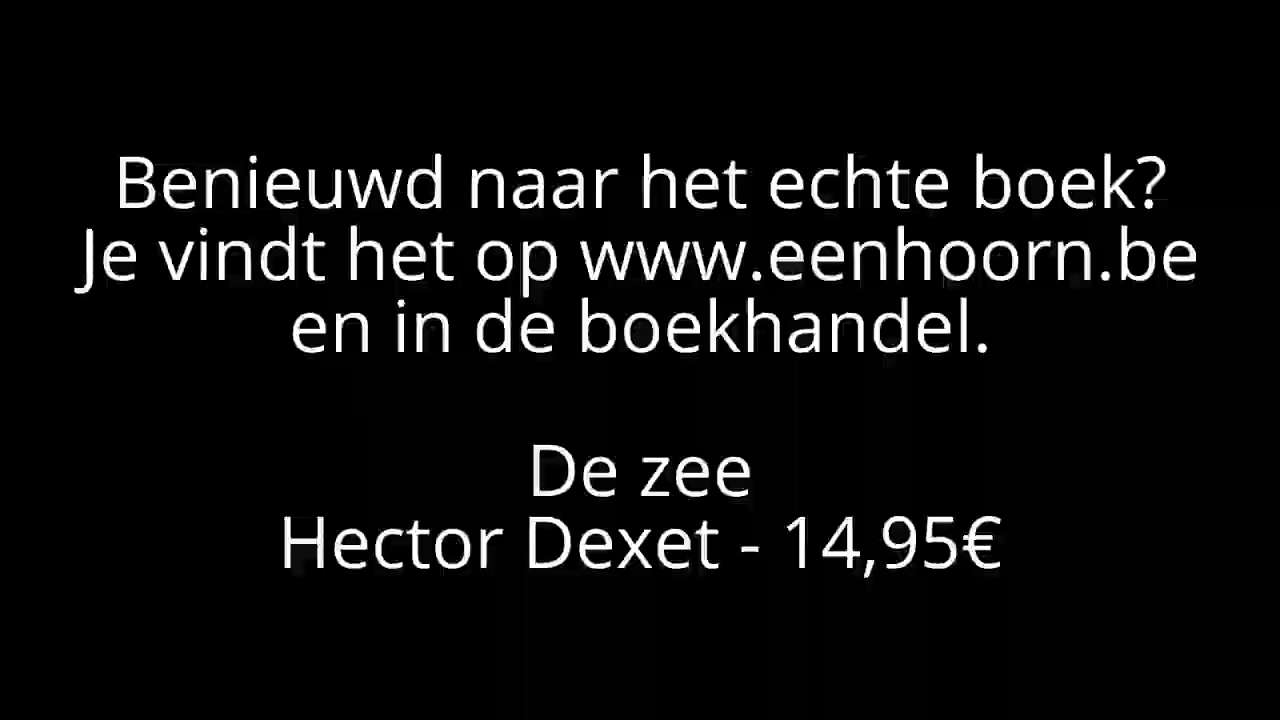 Benieuwd naar het echte boek?
Je vindt het op www.eenhoorn.be
en in de boekhandel.
De zee
Hector Dexet - 14,95€